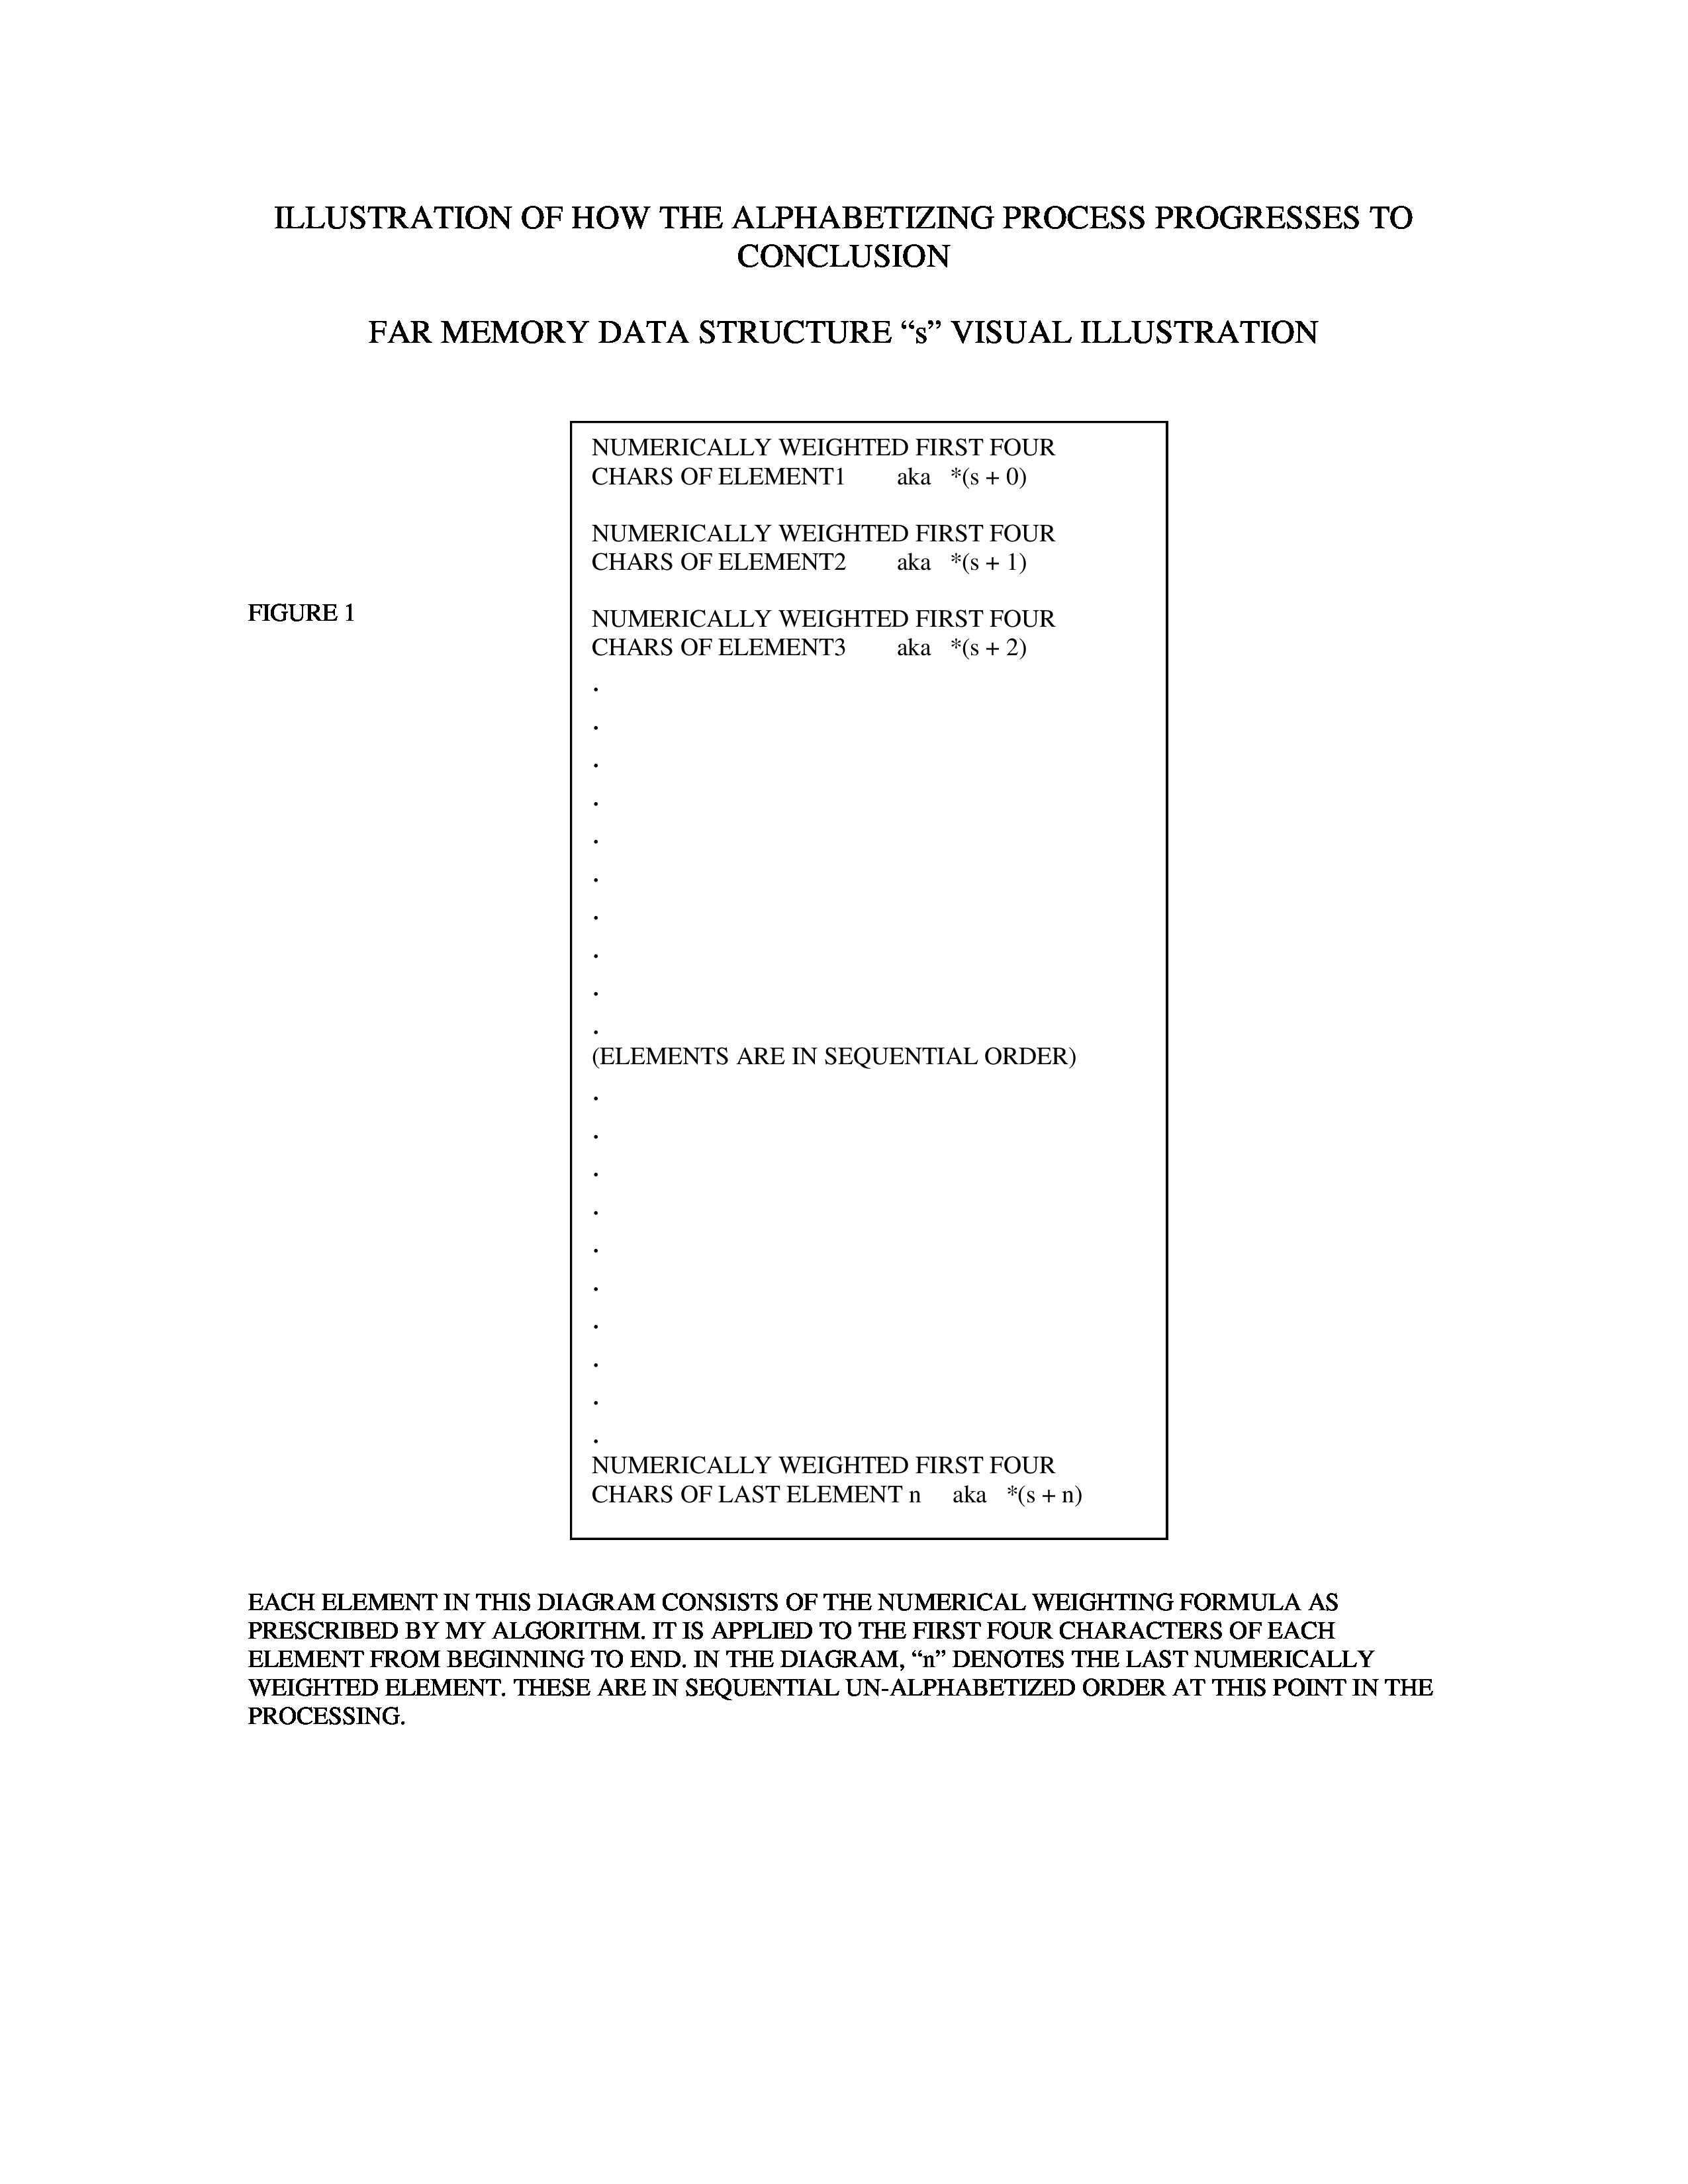 ILLUSTRATION OF HOW THE ALPHABETIZING PROCESS PROGRESSES TO
CONCLUSION
FAR MEMORY DATA STRUCTURE “s” VISUAL ILLUSTRATION
NUMERICALLY WEIGHTED FIRST FOUR
CHARS OF ELEMENT1 aka *(s + 0)
NUMERICALLY WEIGHTED FIRST FOUR
CHARS OF ELEMENT2 aka *(s + 1)
FIGURE 1
NUMERICALLY WEIGHTED FIRST FOUR
CHARS OF ELEMENT3 aka *(s + 2)
.
.
.
.
.
.
.
.
.
.
(ELEMENTS ARE IN SEQUENTIAL ORDER)
.
.
.
.
.
.
.
.
.
.
NUMERICALLY WEIGHTED FIRST FOUR
CHARS OF LAST ELEMENT n aka *(s + n)
EACH ELEMENT IN THIS DIAGRAM CONSISTS OF THE NUMERICAL WEIGHTING FORMULA AS
PRESCRIBED BY MY ALGORITHM. IT IS APPLIED TO THE FIRST FOUR CHARACTERS OF EACH
ELEMENT FROM BEGINNING TO END. IN THE DIAGRAM, “n” DENOTES THE LAST NUMERICALLY
WEIGHTED ELEMENT. THESE ARE IN SEQUENTIAL UN-ALPHABETIZED ORDER AT THIS POINT IN THE
PROCESSING.